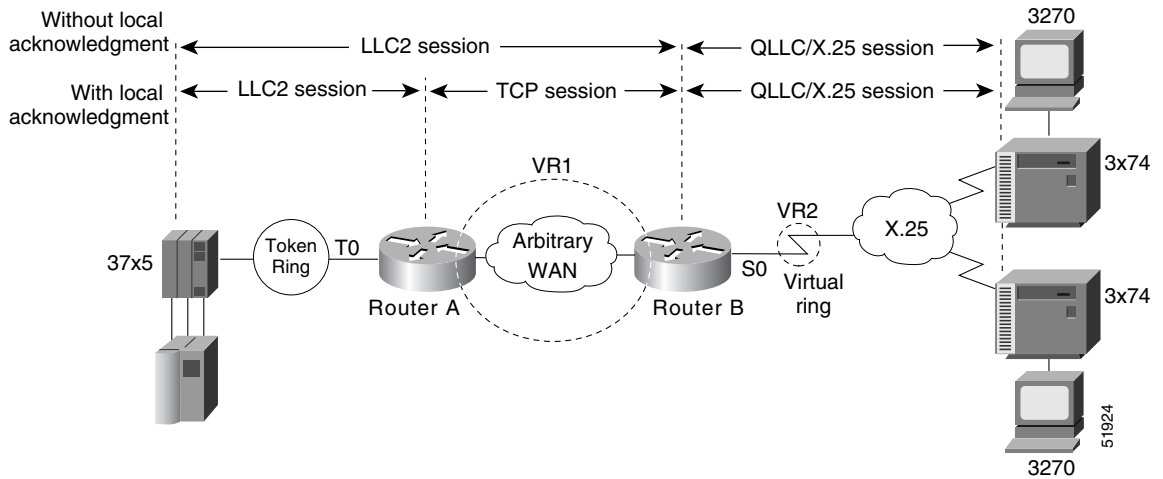 Without local
acknowledgment
LLC2 session
QLLC/X.25 session
3270
With local
acknowledgment
LLC2 session
TCP session
QLLC/X.25 session
3x74
VR1
VR2
X.25
37x5
Token
Ring
T0
Arbitrary
WAN
S0
Router A
Router B
Virtual
ring
3x74
3270
51924